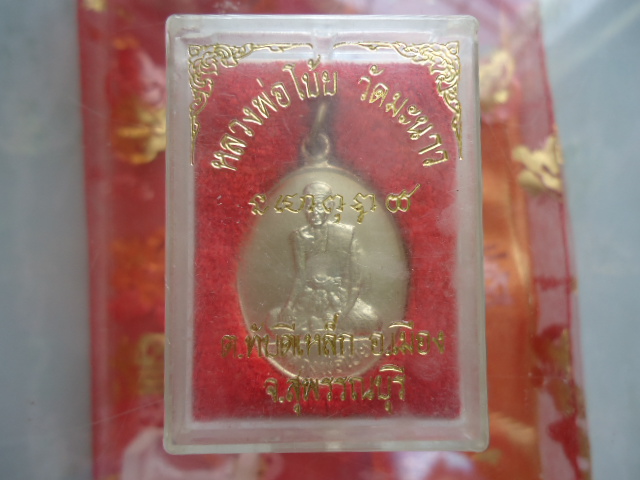 หลวงพ่อโบ้ย วัดมะนาว
ต.ทับตีเหล็ก อ.เมือง
จ.สุพรรณบุรี